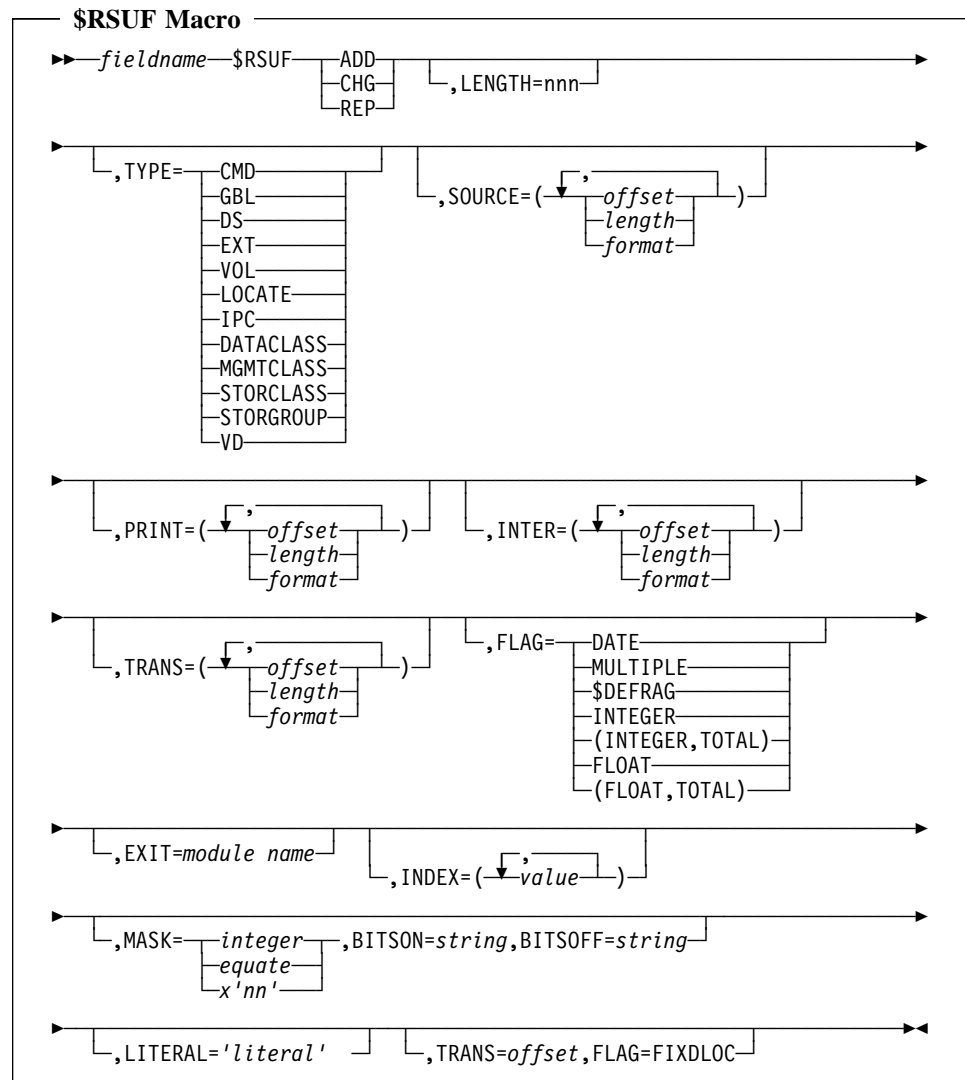 $RSUF Macro
fieldname $RSUF ADD ,LENGTH=nnn
CHG
REP
,TYPE= CMD ,SOURCE=( offset , )
GBL length
DS format
EXT
VOL
LOCATE
IPC
DATACLASS
MGMTCLASS
STORCLASS
STORGROUP
VD
,PRINT=( offset , ) ,INTER=( offset , )
length length
format format
,TRANS=( offset , ) ,FLAG= DATE
length MULTIPLE
format $DEFRAG
INTEGER
(INTEGER,TOTAL)
FLOAT
(FLOAT,TOTAL)
,EXIT=module name ,INDEX=( value , )
,MASK= integer ,BITSON=string,BITSOFF=string
equate
x'nn'
,LITERAL='literal' ,TRANS=offset,FLAG=FIXDLOC